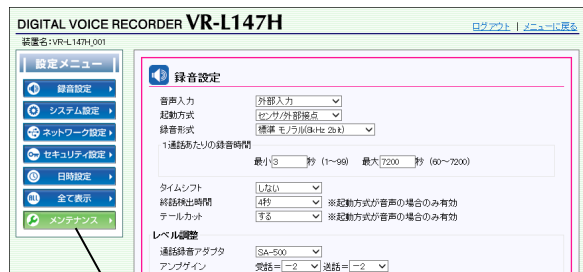 DIGITAL VOICE RECORDER VR-L147H
ログアウト | メニューに戻る
装置名:VR-L147H_001
設定メニュー
録音設定
システム設定
ネットワーク設定
セキュリティ設定
日時設定
ALL 全て表示
メンテナンス
録音設定
音声入力 外部入力
起動方式 センサ/外部接点
録音形式 標準 モノラル(8kHz 2bit)
1通話あたりの録音時間
最小 3 秒 (1~99) 最大 7200 秒 (60~7200)
タイムシフト しない
終話検出時間 4秒 ※起動方式が音声の場合のみ有効
テールカット する ※起動方式が音声の場合のみ有効
レベル調整
通話録音アダプタ SA-500
アンプゲイン 受話=-2 送話=-2